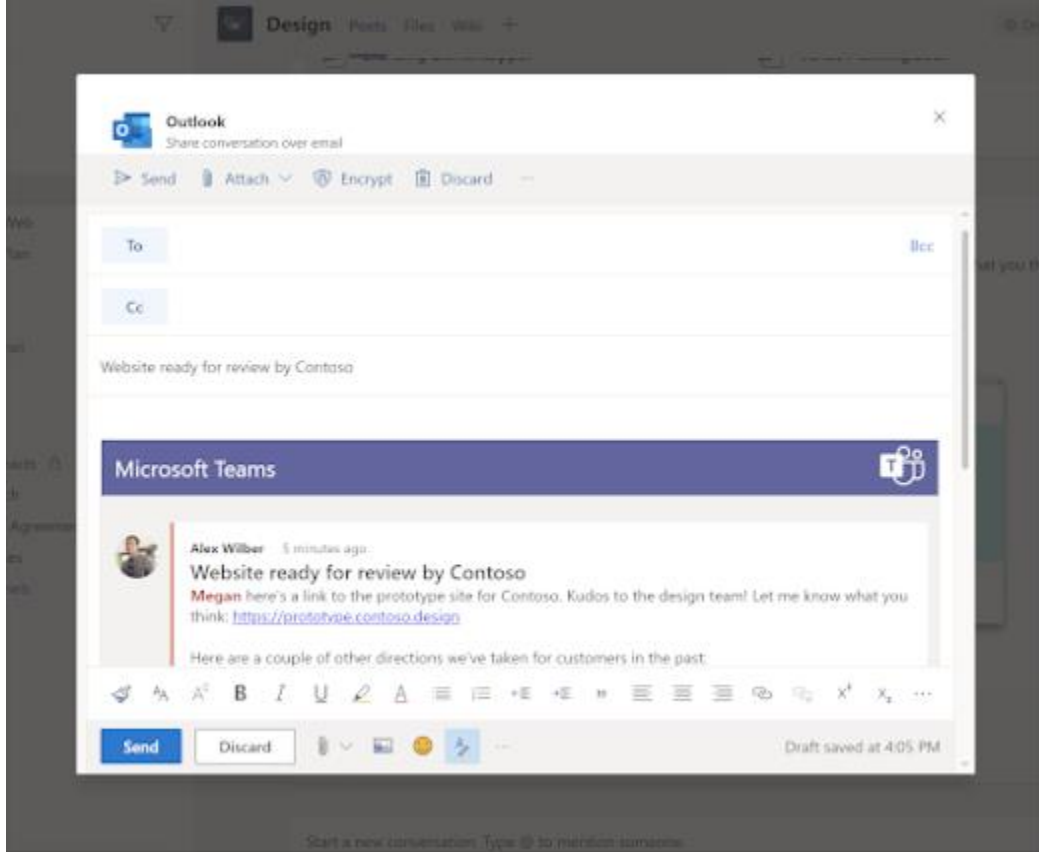 Design Posts Files Wiki +
Outlook
Share conversation over email
Send Attach Encrypt Discard ...
To Bcc
Cc
Website ready for review by Contoso
Microsoft Teams
T
Alex Wilber 5 minutes ago
Website ready for review by Contoso
Megan here's a link to the prototype site for Contoso. Kudos to the design team! Let me know what you
think: https://prototype.contoso.design
Here are a couple of other directions we've taken for customers in the past:
Send Discard ... Draft saved at 4:05 PM
Start a new conversation. Type @ to mention someone.